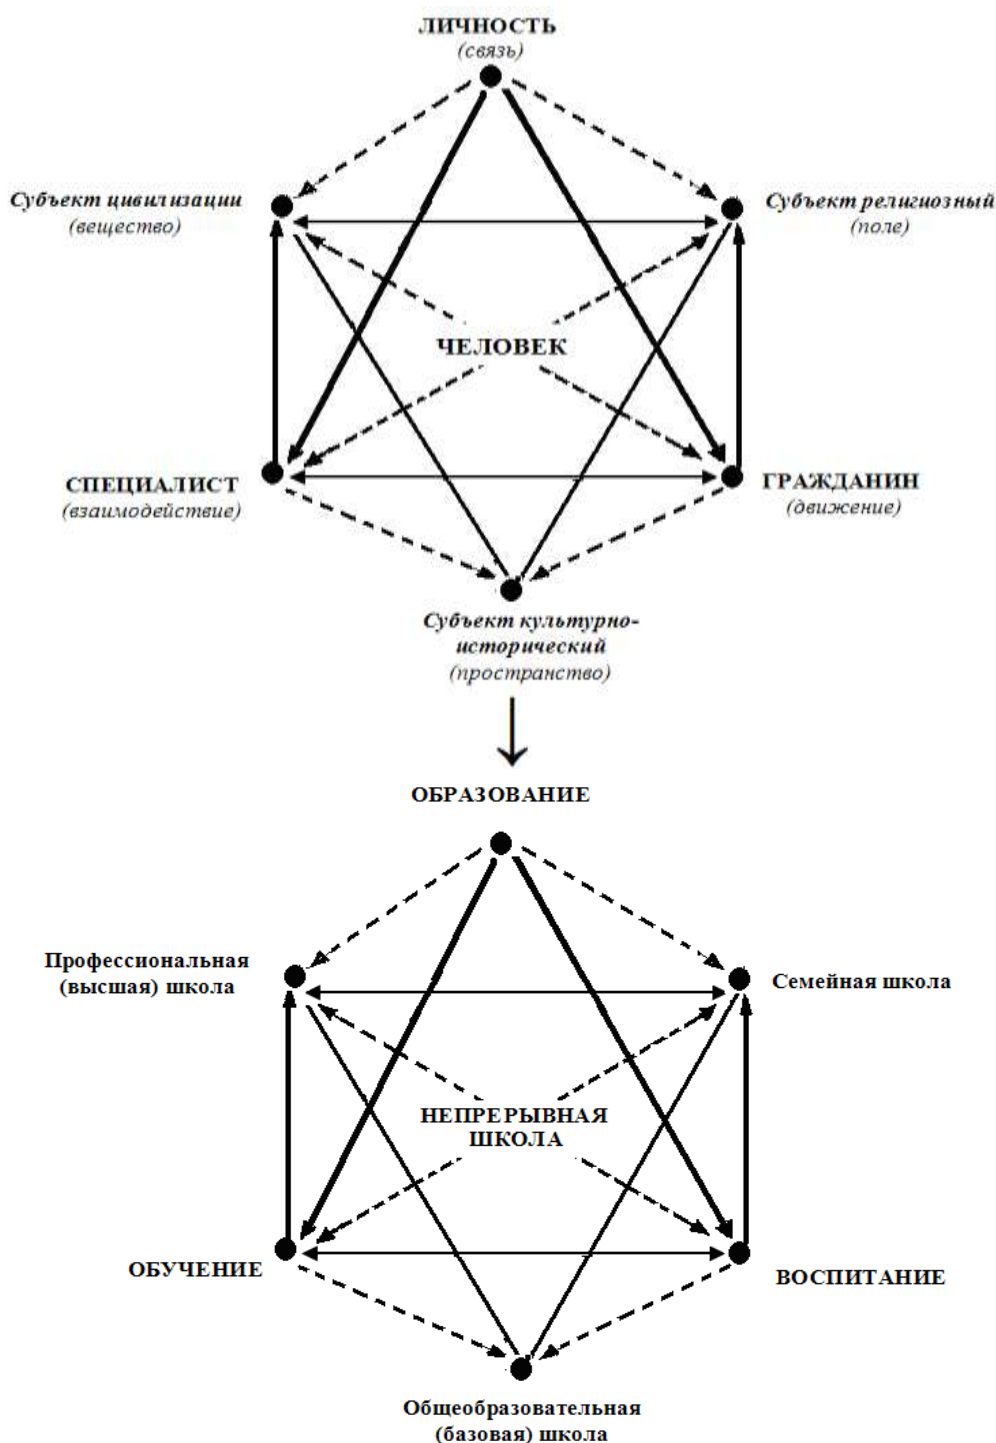 ЛИЧНОСТЬ
(связь)
Субъект цивилизации
(вещество)
Субъект религиозный
(поле)
ЧЕЛОВЕК
СПЕЦИАЛИСТ
(взаимодействие)
ГРАЖДАНИН
(движение)
Субъект культурно-
исторический
(пространство)
ОБРАЗОВАНИЕ
Профессиональная
(высшая) школа
Семейная школа
НЕПРЕРЫВНАЯ
ШКОЛА
ОБУЧЕНИЕ
ВОСПИТАНИЕ
Общеобразовательная
(базовая) школа